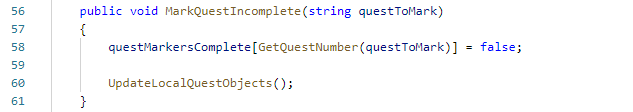 56 public void MarkQuestIncomplete(string questToMark)
57 {
58 questMarkersComplete[GetQuestNumber(questToMark)] = false;
59
60 UpdateLocalQuestObjects();
61 }